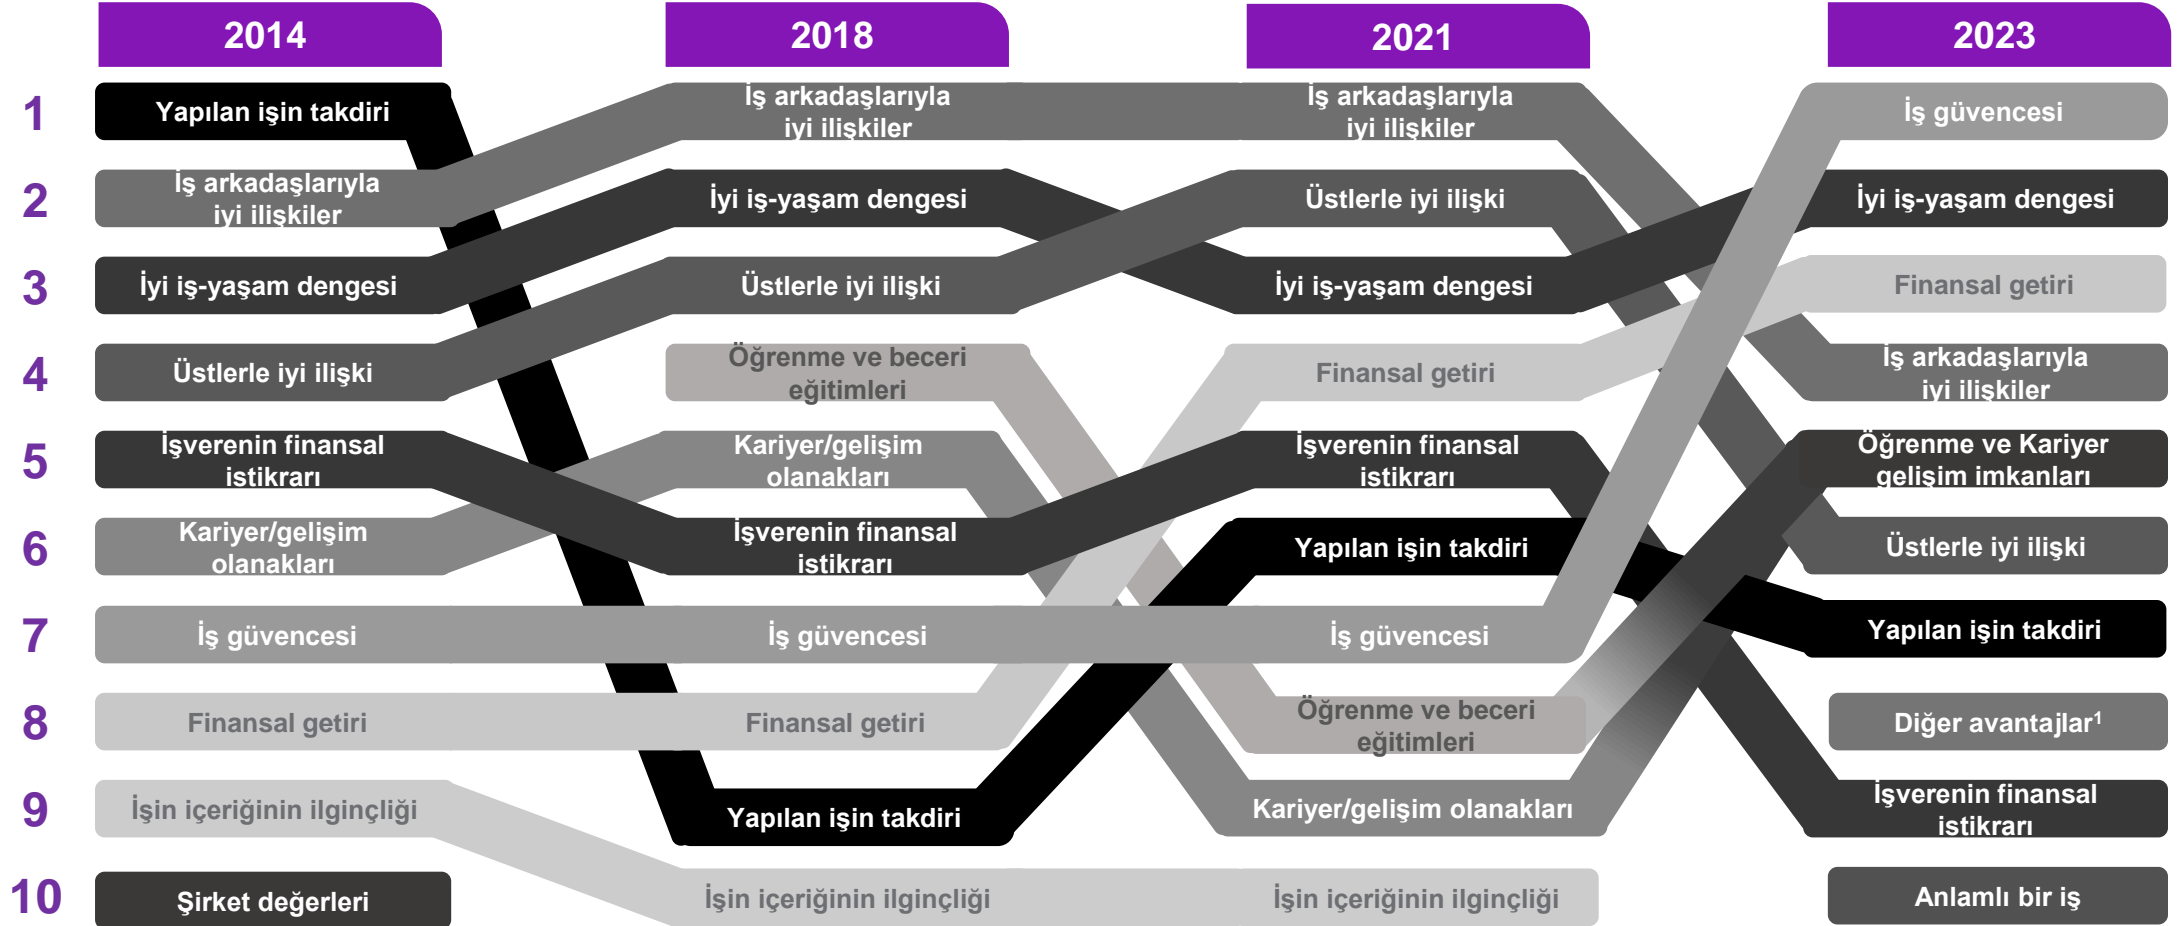 2014 2018 2021 2023
1
Yapılan işin takdiri
İş arkadaşlarıyla
iyi ilişkiler
İş arkadaşlarıyla
iyi ilişkiler
İş güvencesi
2
İş arkadaşlarıyla
iyi ilişkiler
İyi iş-yaşam dengesi
Üstlerle iyi ilişki
İyi iş-yaşam dengesi
3
İyi iş-yaşam dengesi
Üstlerle iyi ilişki
İyi iş-yaşam dengesi
Finansal getiri
4
Üstlerle iyi ilişki
Öğrenme ve beceri
eğitimleri
Finansal getiri
İş arkadaşlarıyla
iyi ilişkiler
5
İşverenin finansal
istikrarı
Kariyer/gelişim
olanakları
İşverenin finansal
istikrarı
Öğrenme ve Kariyer
gelişim imkanları
6
Kariyer/gelişim
olanakları
İşverenin finansal
istikrarı
Yapılan işin takdiri
Üstlerle iyi ilişki
7
İş güvencesi
İş güvencesi
İş güvencesi
Yapılan işin takdiri
8
Finansal getiri
Finansal getiri
Öğrenme ve beceri
eğitimleri
Diğer avantajlar¹
9
İşin içeriğinin ilginçliği
Yapılan işin takdiri
Kariyer/gelişim olanakları
İşverenin finansal
istikrarı
10
Şirket değerleri
İşin içeriğinin ilginçliği
İşin içeriğinin ilginçliği
Anlamlı bir iş